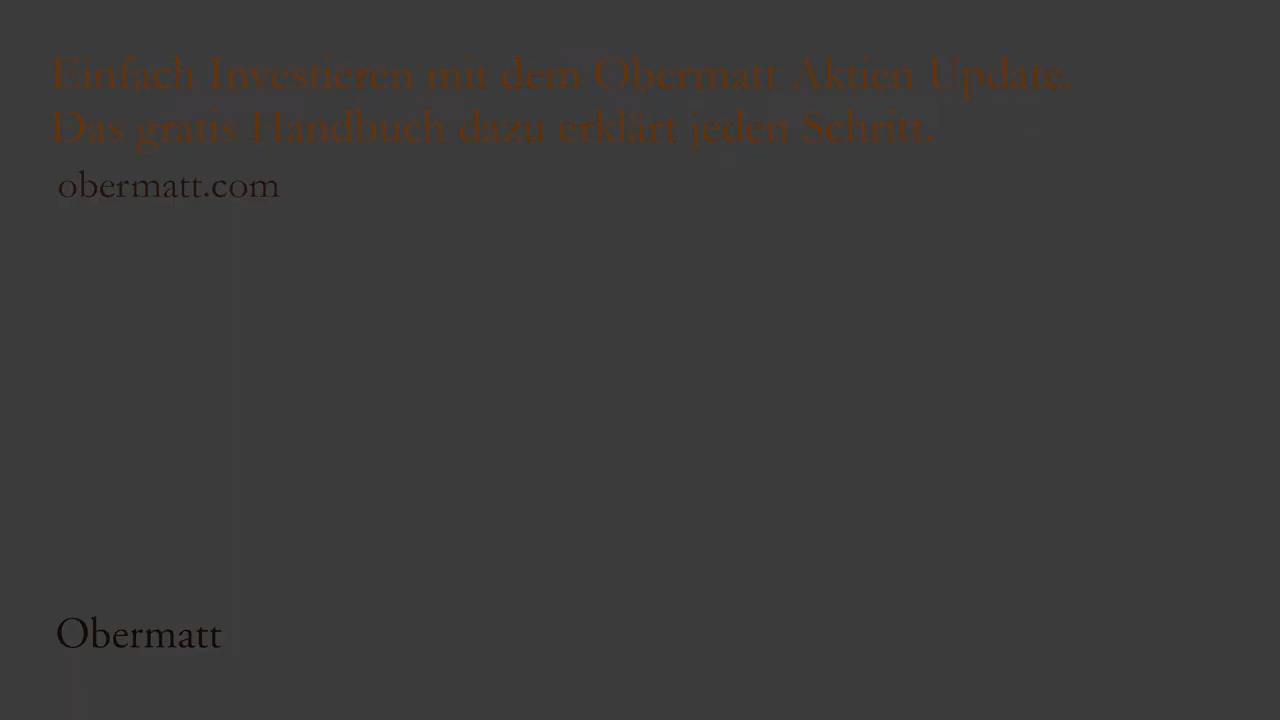 Einfach Investieren mit dem Obermatt Aktien Update.
Das gratis Handbuch dazu erklärt jeden Schritt.
obermatt.com
Obermatt